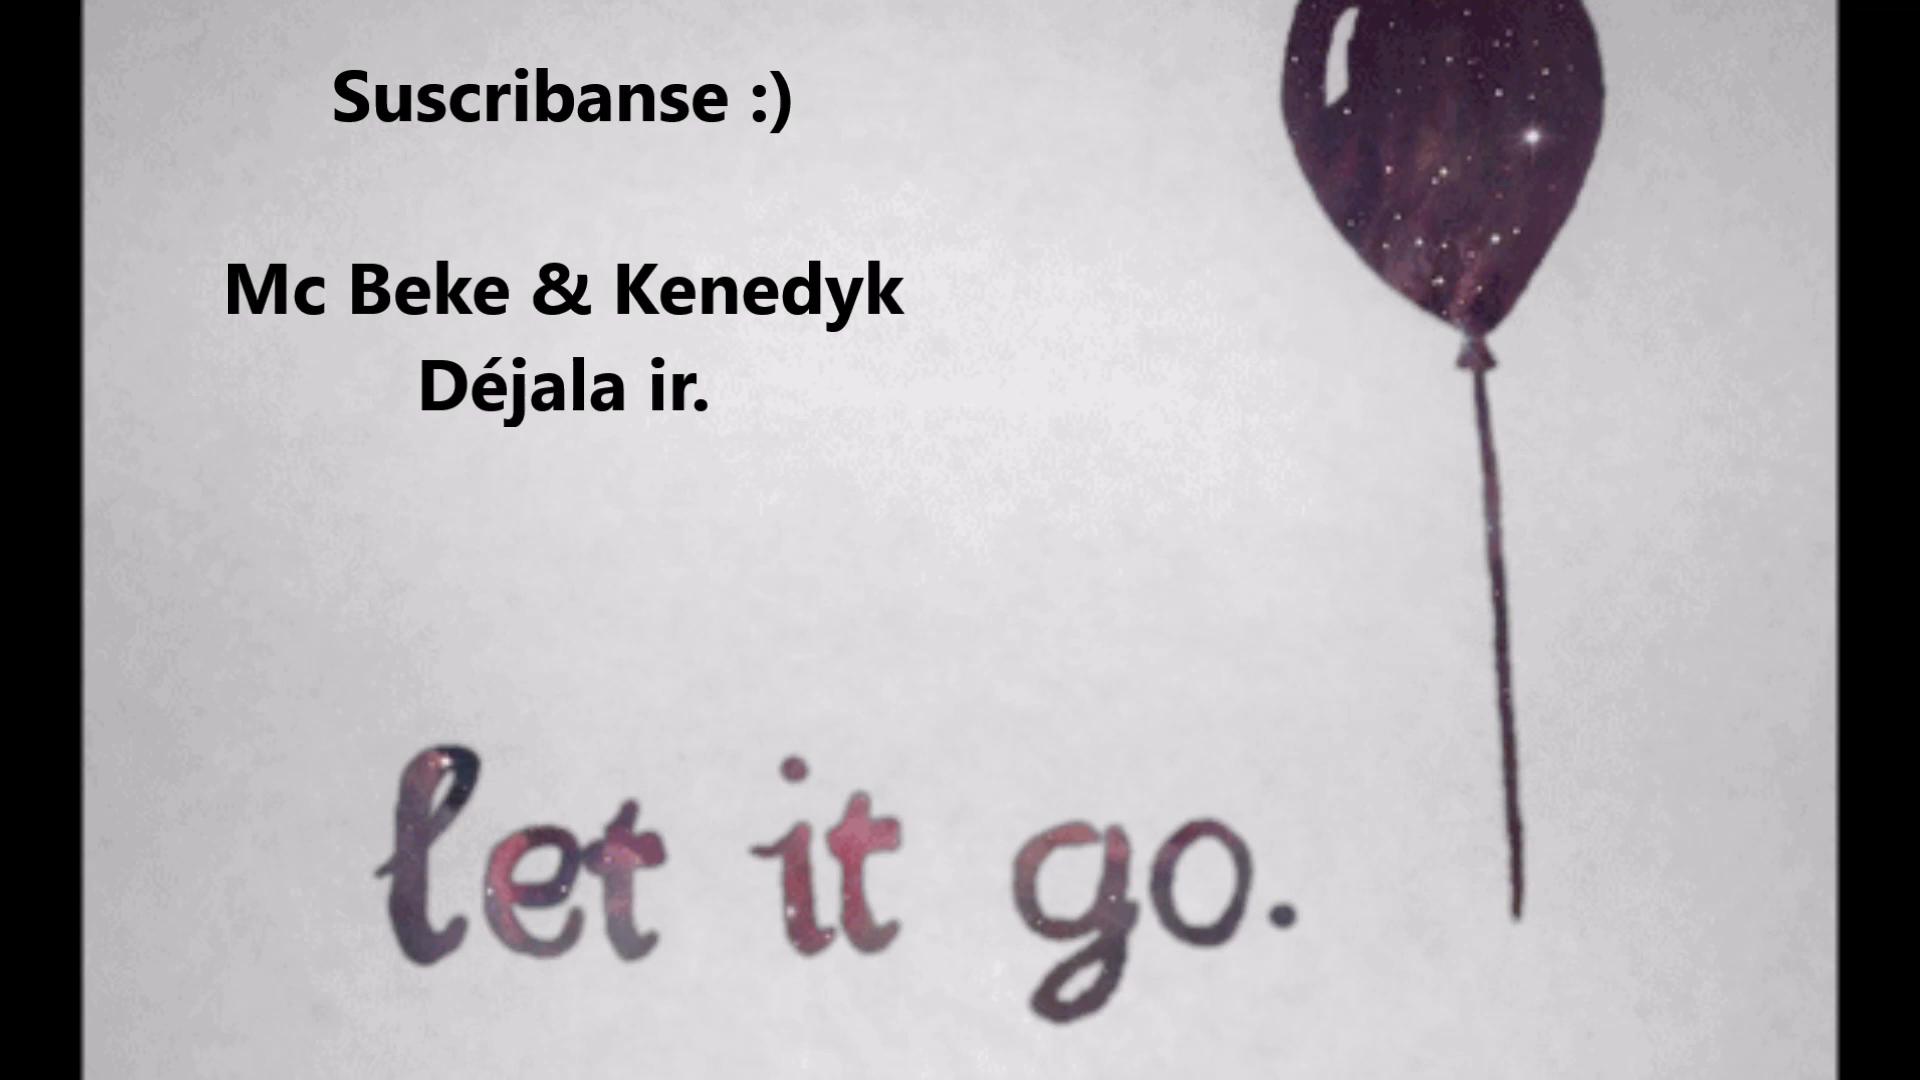 Suscribanse :)
Mc Beke & Kenedyk
Déjala ir.
let it go.